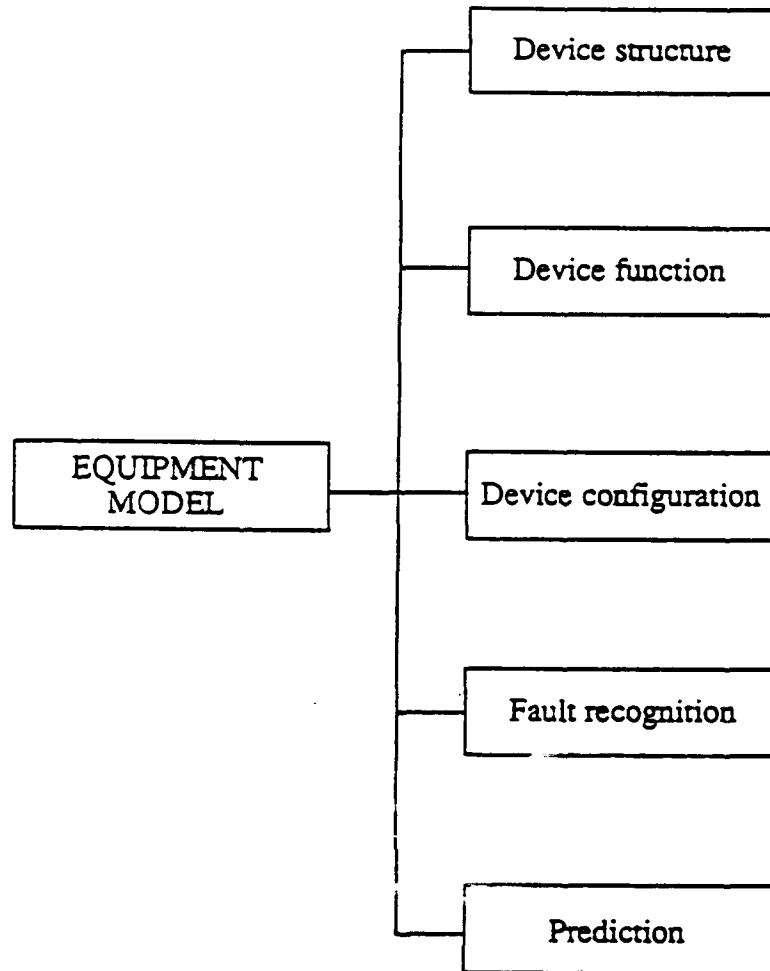 Device structure
Device function
EQUIPMENT
MODEL
Device configuration
Fault recognition
Prediction